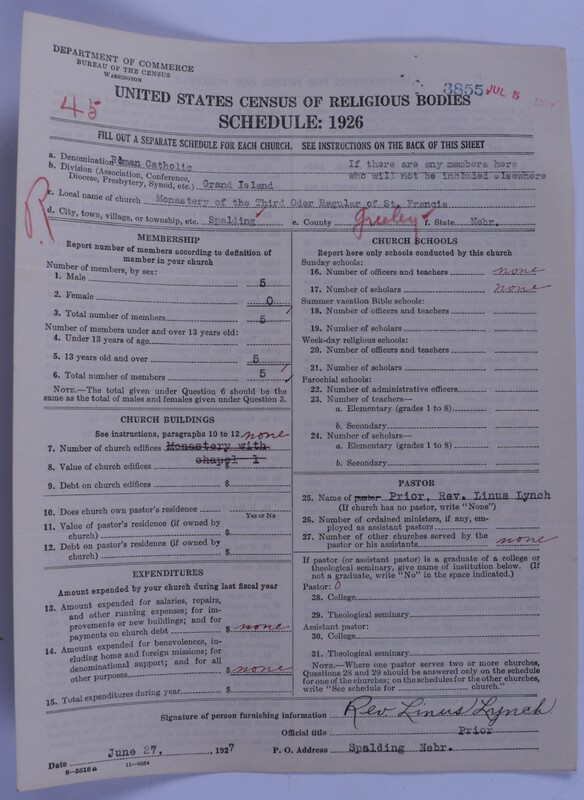 DEPARTMENT OF COMMERCE
BUREAU OF THE CENSUS
WASHINGTON
3855 JUL 5
45
UNITED STATES CENSUS OF RELIGIOUS BODIES
SCHEDULE: 1926
FILL OUT A SEPARATE SCHEDULE FOR EACH CHURCH. SEE INSTRUCTIONS ON THE BACK OF THIS SHEET
a. Denomination Roman Catholic
If there are any members here
who will not be included elsewhere
b. Division (Association, Conference,
Diocese, Presbytery, Synod, etc.) Grand Island
R.
c. Local name of church Monastery of the Third Oder Regular of St. Francis
d. City, town, village, or township, etc. Spalding e. County Greeley f. State Nebr.
MEMBERSHIP
Report number of members according to definition of
member in your church
Number of members, by sex:
1. Male 5
2. Female 0
3. Total number of members 5
Number of members under and over 13 years old:
4. Under 13 years of age
5. 13 years old and over 5
6. Total number of members 5
NOTE.—The total given under Question 6 should be
the same as the total of males and females given under Question 3.
CHURCH BUILDINGS
See instructions, paragraphs 10 to 12 none
7. Number of church edifices Monastery with
chapel 1
8. Value of church edifices $
9. Debt on church edifices $
10. Does church own pastor's residence
Yes or No
11. Value of pastor's residence (if owned by
church) $
12. Debt on pastor's residence (if owned by
church) $
EXPENDITURES
Amount expended by your church during last fiscal year
13. Amount expended for salaries, repairs,
and other running expenses; for im-
provements or new buildings; and for
payments on church debt $ none
14. Amount expended for benevolences, in-
cluding home and foreign missions; for
denominational support; and for all
other purposes $ none
15. Total expenditures during year $
CHURCH SCHOOLS
Report here only schools conducted by this church
Sunday schools:
16. Number of officers and teachers none
17. Number of scholars none
Summer vacation Bible schools:
18. Number of officers and teachers
19. Number of scholars
Week-day religious schools:
20. Number of officers and teachers
21. Number of scholars
Parochial schools:
22. Number of administrative officers
23. Number of teachers—
a. Elementary (grades 1 to 8)
b. Secondary
24. Number of scholars—
a. Elementary (grades 1 to 8)
b. Secondary
PASTOR
25. Name of pastor Prior, Rev. Linus Lynch
(If church has no pastor, write "None")
26. Number of ordained ministers, if any, em-
ployed as assistant pastors
27. Number of other churches served by the
pastor or his assistants none
If pastor (or assistant pastor) is a graduate of a college or
theological seminary, give name of institution below. (If
not a graduate, write "No" in the space indicated.)
Pastor: 0
28. College
29. Theological seminary
Assistant pastor:
30. College
31. Theological seminary
NOTE.—Where one pastor serves two or more churches,
Questions 28 and 29 should be answered only on the schedule
for one of the churches; on the schedules for the other churches,
write "See schedule for church."
Signature of person furnishing information Rev. Linus Lynch
Official title Prior
Date June 27, , 1927 P. O. Address Spalding Nebr.
8-5518a 11-9084